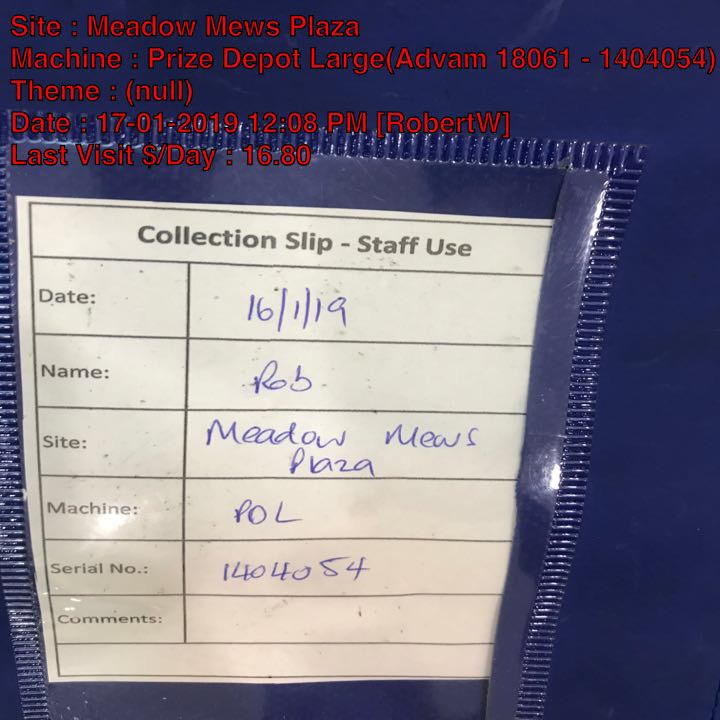 Site : Meadow Mews Plaza
Machine : Prize Depot Large(Advam 18061 - 1404054)
Theme : (null)
Date : 17-01-2019 12:08 PM [RobertW]
Last Visit $/Day : 16.80
Collection Slip - Staff Use
Date: 16/1/19
Name: Rob
Site: Meadow Mews
Plaza
Machine: PDL
Serial No.: 1404054
Comments: